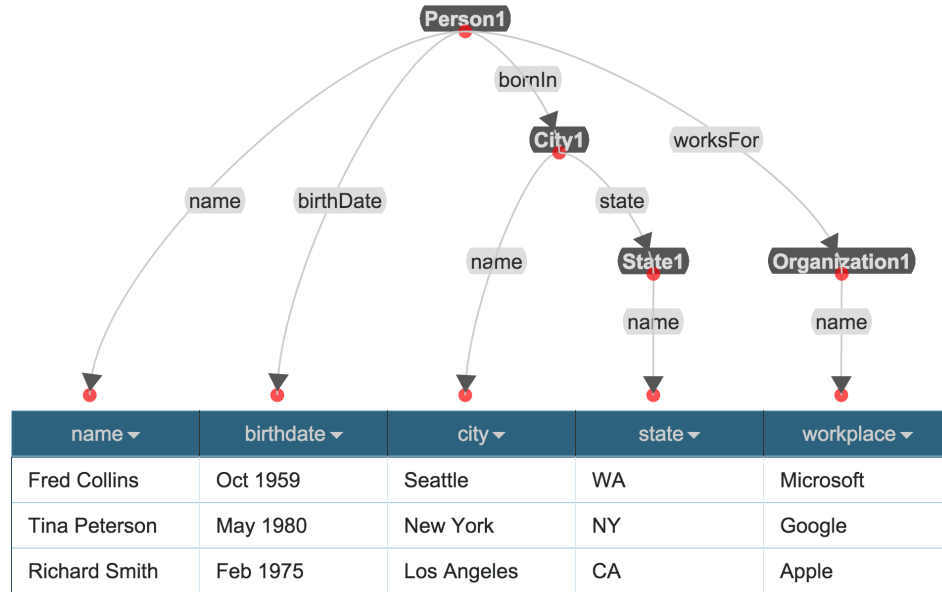 Person1
bornIn
City1
worksFor
name
birthDate
state
name
State1
Organization1
name
name
name birthdate city state workplace
Fred Collins Oct 1959 Seattle WA Microsoft
Tina Peterson May 1980 New York NY Google
Richard Smith Feb 1975 Los Angeles CA Apple